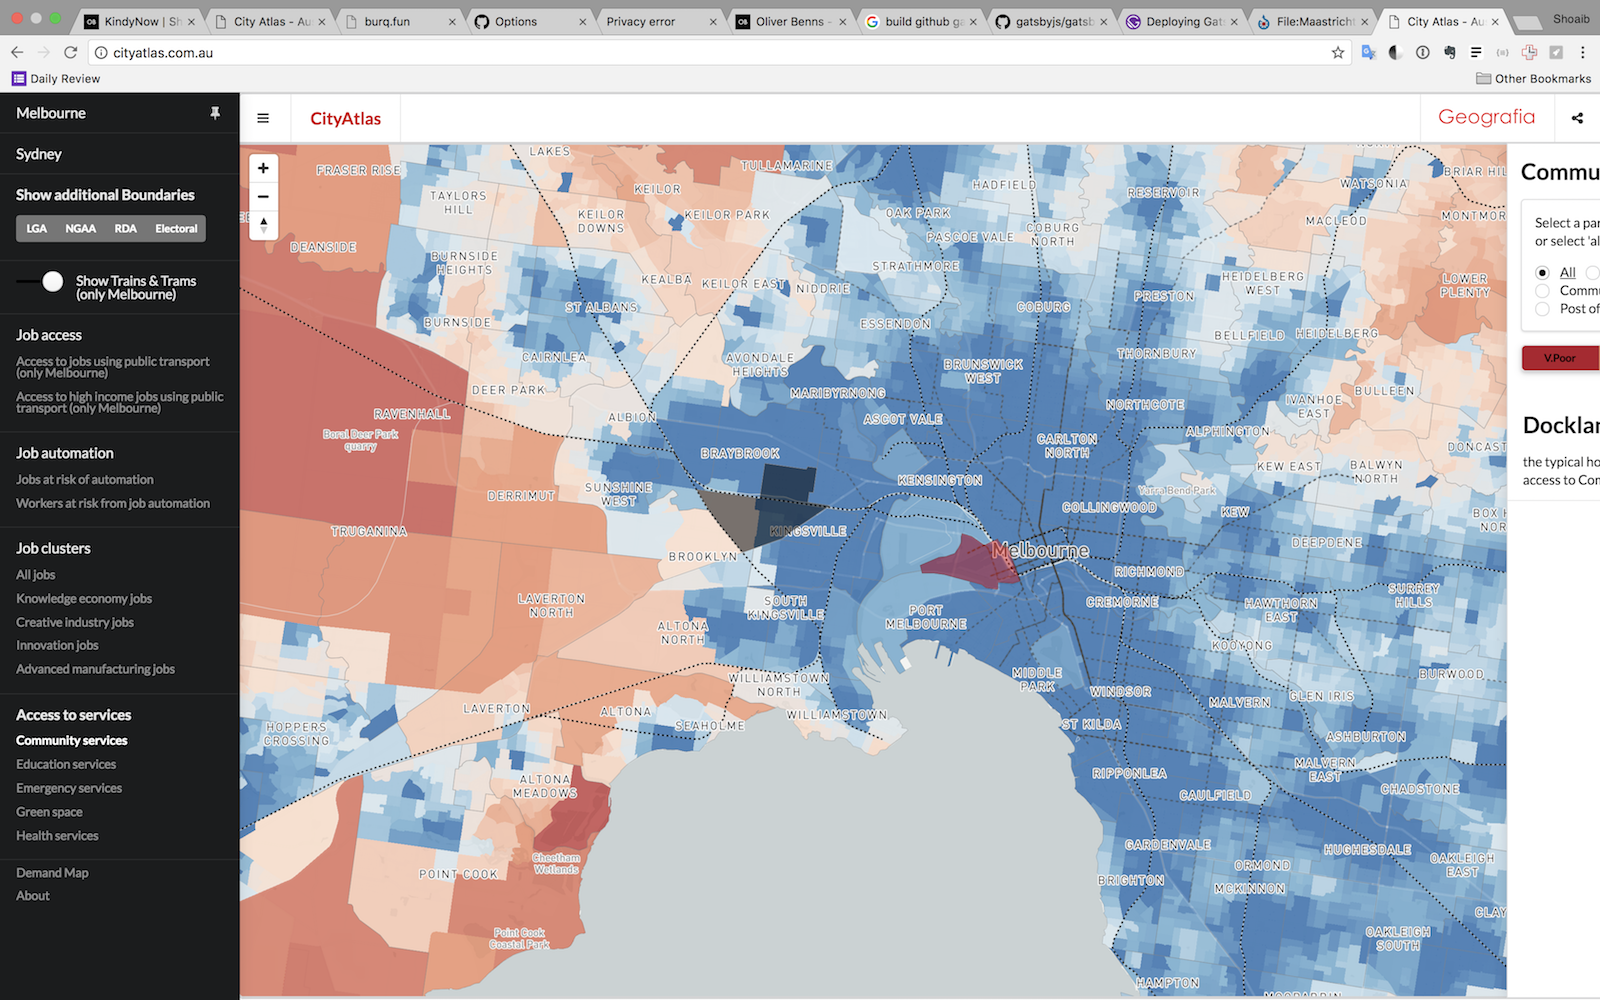 KindyNow | Sh
City Atlas - Aus
burq.fun
Options
Privacy error
Oliver Benns -
build github ga
gatsbyjs/gatsb
Deploying Gats
File:Maastricht
City Atlas - Au
Shoaib
cityatlas.com.au
Daily Review
Other Bookmarks
Melbourne
Sydney
Show additional Boundaries
LGA NGAA RDA Electoral
Show Trains & Trams
(only Melbourne)
Job access
Access to jobs using public transport
(only Melbourne)
Access to high income jobs using public
transport (only Melbourne)
Job automation
Jobs at risk of automation
Workers at risk from job automation
Job clusters
All jobs
Knowledge economy jobs
Creative industry jobs
Innovation jobs
Advanced manufacturing jobs
Access to services
Community services
Education services
Emergency services
Green space
Health services
Demand Map
About
CityAtlas
Geografia
LAKES
FRASER RISE
TULLAMARINE
TAYLORS
HILL
KEILOR
KEILOR
DOWNS
KEILOR PARK
HADFIELD
RESERVOIR
WATSONIA
BRIAR HIL
OAK PARK
PASCOE VALE
COBURG
NORTH
MACLEOD
MONTMOR
DEANSIDE
BURNSIDE
HEIGHTS
KEALBA
KEILOR EAST
NIDDRIE
STRATHMORE
HEIDELBERG
WEST
LOWER
PLENTY
ST ALBANS
PRESTON
COBURG
BURNSIDE
ESSENDON
BELLFIELD
HEIDELBERG
CAIRNLEA
AVONDALE
HEIGHTS
BRUNSWICK
WEST
THORNBURY
DEER PARK
MARIBYRNONG
NORTHCOTE
IVANHOE
EAST
BULLEEN
RAVENHALL
ALBION
ASCOT VALE
Boral Deer Park
quarry
CARLTON
NORTH
ALPHINGTON
DONCAST
BRAYBROOK
KEW EAST
BALWYN
NORTH
DERRIMUT
SUNSHINE
WEST
KENSINGTON
Yarra Bend Park
COLLINGWOOD
KEW
BOX H
NOR
TRUGANINA
KINGSVILLE
DEEPDENE
BROOKLYN
Melbourne
RICHMOND
LAVERTON
NORTH
SOUTH
KINGSVILLE
PORT
MELBOURNE
CREMORNE
HAWTHORN
EAST
SURREY
HILLS
ALTONA
NORTH
KOOYONG
WILLIAMSTOWN
NORTH
MIDDLE
PARK
WINDSOR
BURWOOD
MALVERN
GLEN IRIS
LAVERTON
ALTONA
SEAHOLME
WILLIAMSTOWN
ST KILDA
HOPPERS
CROSSING
ASHBURTON
ALTONA
MEADOWS
RIPPONLEA
MALVERN
EAST
CAULFIELD
CHADSTONE
Cheetham
Wetlands
POINT COOK
GARDENVALE
HUGHESDALE
ORMOND
OAKLEIGH
EAST
BRIGHTON
MCKINNON
CLAY
Point Cook
Coastal Park
OAKLEIGH
SOUTH
HAMPTON
Commu
Select a par
or select 'al
All
Commu
Post of
V.Poor
Docklan
the typical ho
access to Com